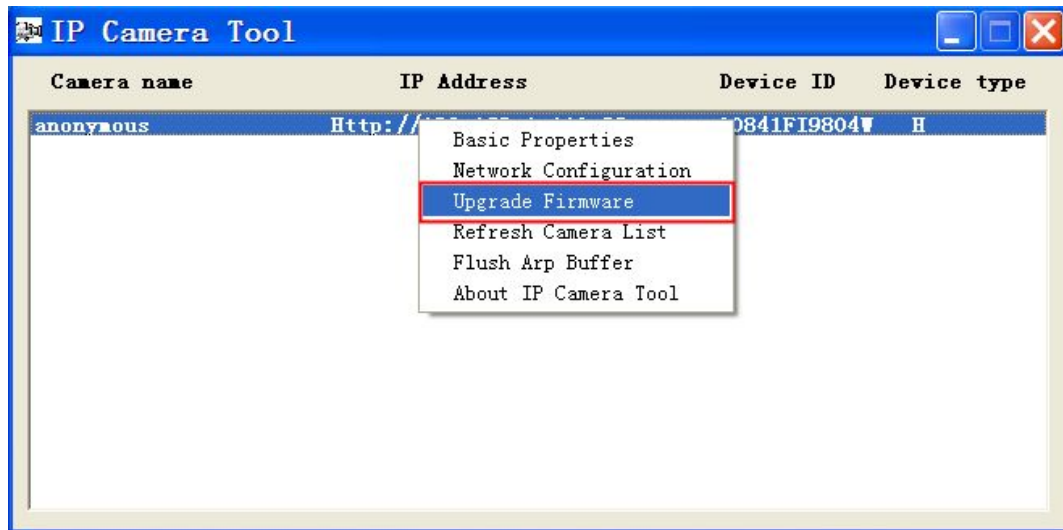 IP Camera Tool
Camera name IP Address Device ID Device type
anonymous Http:// H
Basic Properties
Network Configuration
Upgrade Firmware
Refresh Camera List
Flush Arp Buffer
About IP Camera Tool